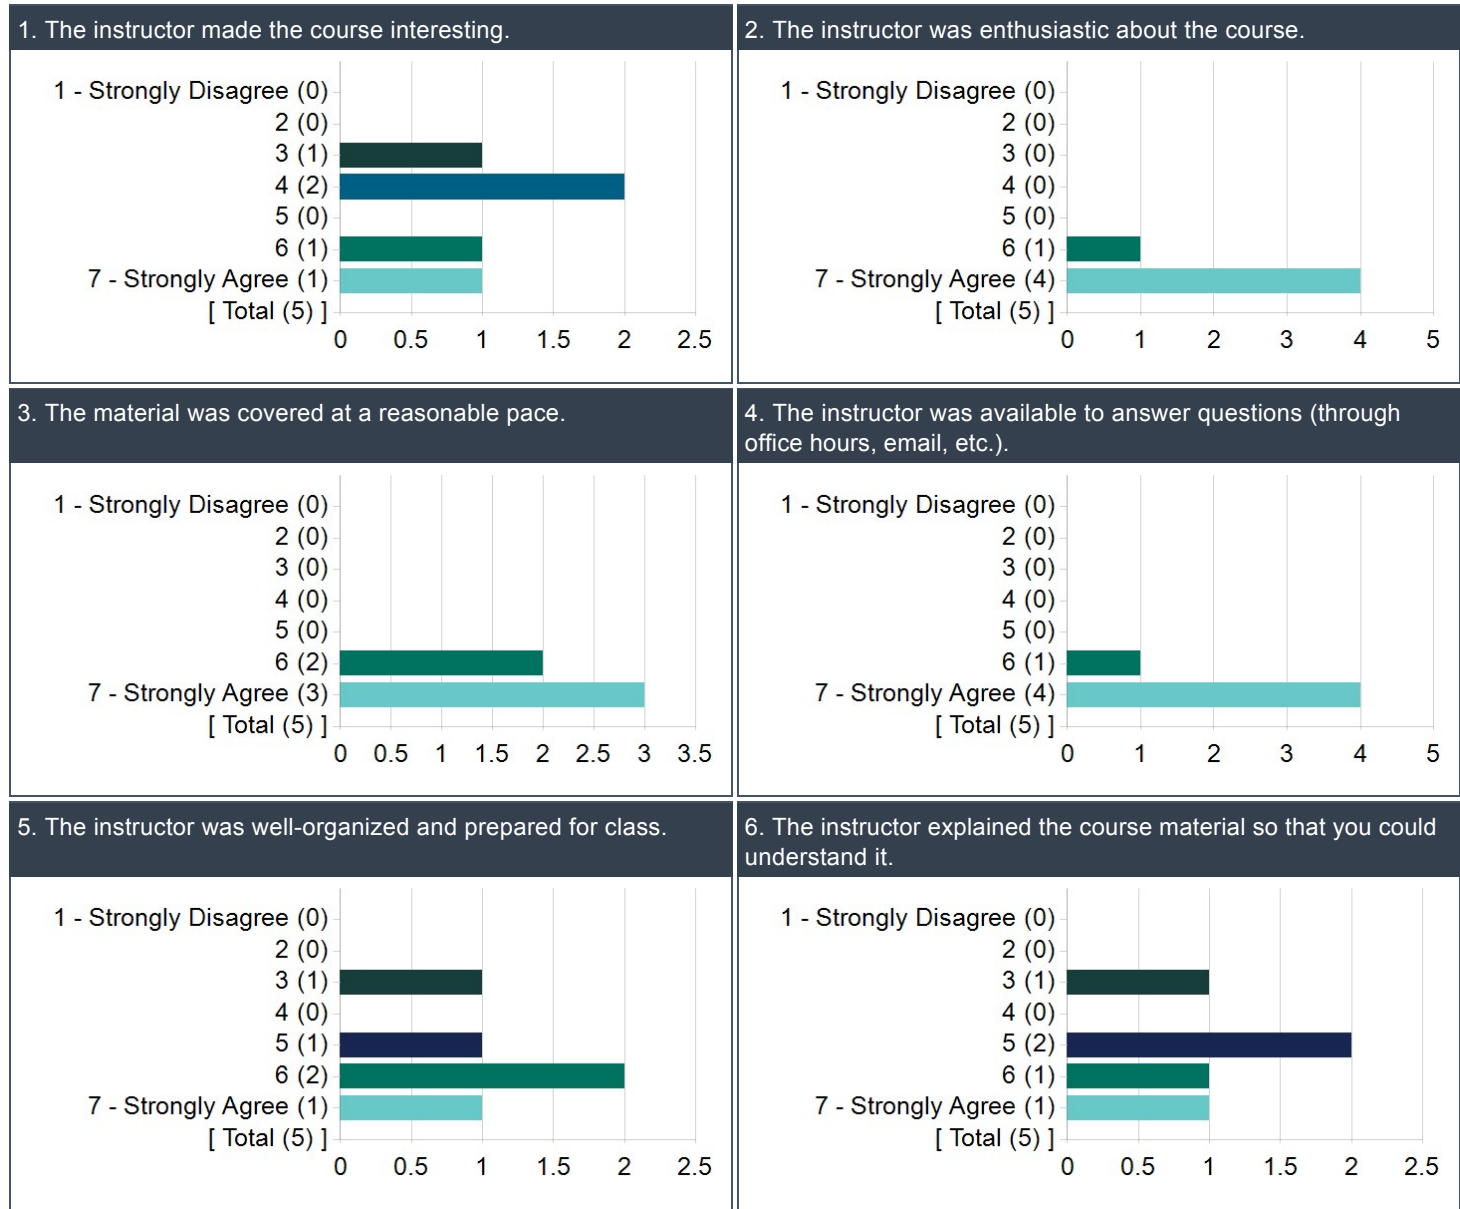 1. The instructor made the course interesting.
1 - Strongly Disagree (0)
2 (0)
3 (1)
4 (2)
5 (0)
6 (1)
7 - Strongly Agree (1)
[ Total (5) ]
0 0.5 1 1.5 2 2.5
2. The instructor was enthusiastic about the course.
1 - Strongly Disagree (0)
2 (0)
3 (0)
4 (0)
5 (0)
6 (1)
7 - Strongly Agree (4)
[ Total (5) ]
0 1 2 3 4 5
3. The material was covered at a reasonable pace.
1 - Strongly Disagree (0)
2 (0)
3 (0)
4 (0)
5 (0)
6 (2)
7 - Strongly Agree (3)
[ Total (5) ]
0 0.5 1 1.5 2 2.5 3 3.5
4. The instructor was available to answer questions (through
office hours, email, etc.).
1 - Strongly Disagree (0)
2 (0)
3 (0)
4 (0)
5 (0)
6 (1)
7 - Strongly Agree (4)
[ Total (5) ]
0 1 2 3 4 5
5. The instructor was well-organized and prepared for class.
1 - Strongly Disagree (0)
2 (0)
3 (1)
4 (0)
5 (1)
6 (2)
7 - Strongly Agree (1)
[ Total (5) ]
0 0.5 1 1.5 2 2.5
6. The instructor explained the course material so that you could
understand it.
1 - Strongly Disagree (0)
2 (0)
3 (1)
4 (0)
5 (2)
6 (1)
7 - Strongly Agree (1)
[ Total (5) ]
0 0.5 1 1.5 2 2.5